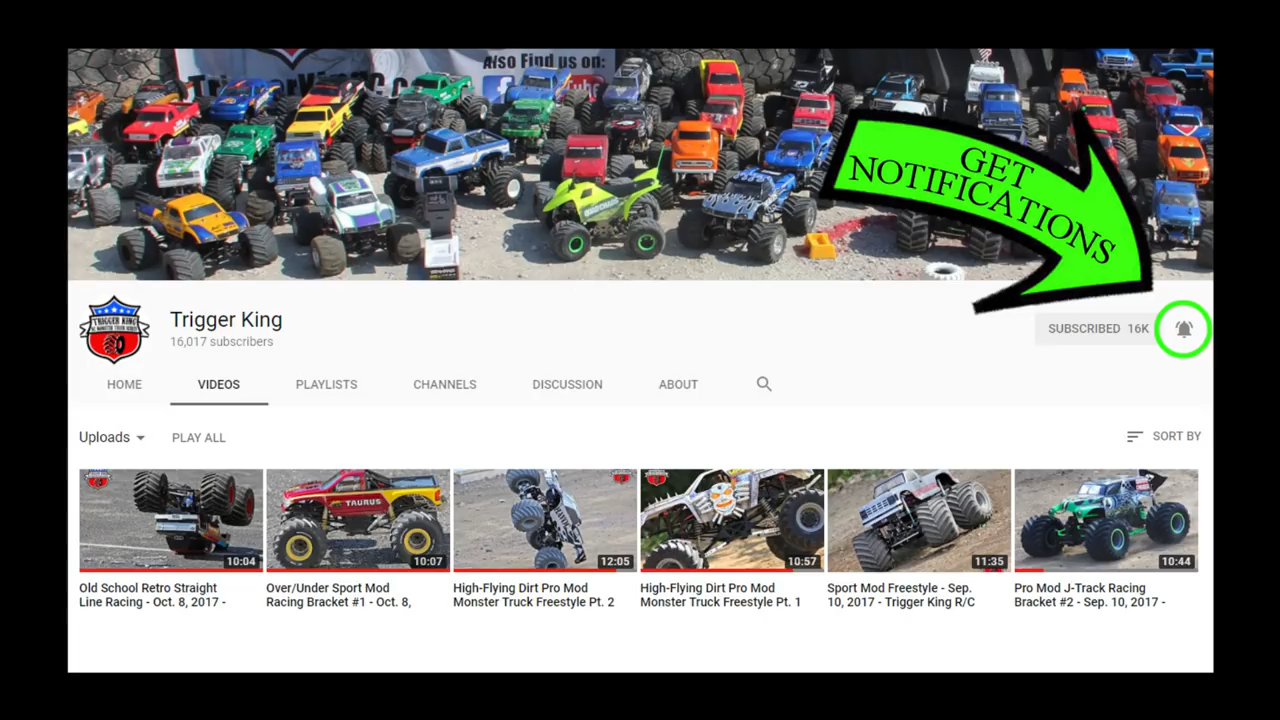 Also Find us on:
TriggerKingRC.c
GET
NOTIFICATIONS
TRIGGER KING
Trigger King
16,017 subscribers
SUBSCRIBED 16K
HOME
VIDEOS
PLAYLISTS
CHANNELS
DISCUSSION
ABOUT
Uploads
PLAY ALL
SORT BY
TAURUS
10:04
10:07
12:05
10:57
11:35
10:44
Old School Retro Straight
Line Racing - Oct. 8, 2017 -
Over/Under Sport Mod
Racing Bracket #1 - Oct. 8,
High-Flying Dirt Pro Mod
Monster Truck Freestyle Pt. 2
High-Flying Dirt Pro Mod
Monster Truck Freestyle Pt. 1
Sport Mod Freestyle - Sep.
10, 2017 - Trigger King R/C
Pro Mod J-Track Racing
Bracket #2 - Sep. 10, 2017 -